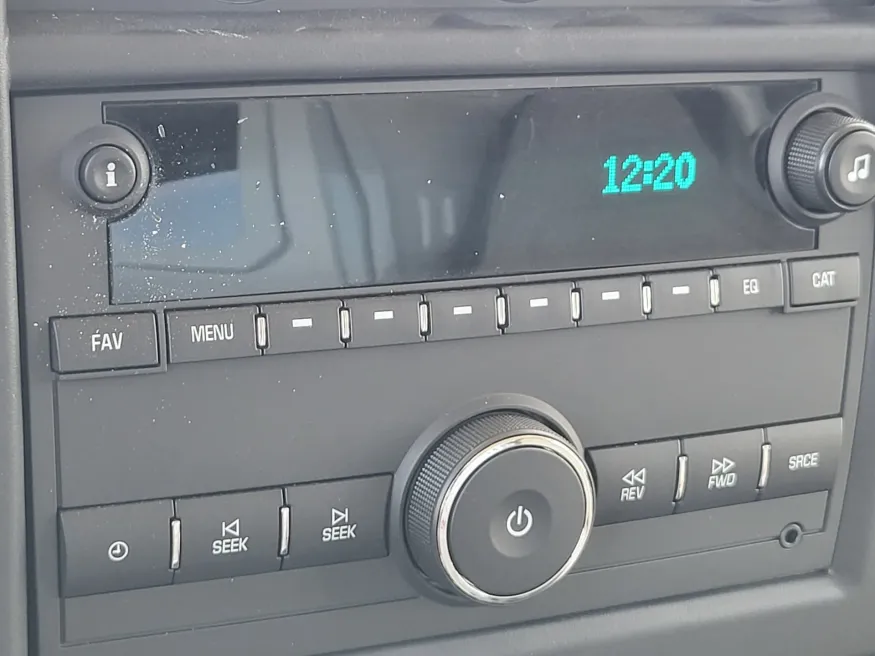 12:20
FAV
MENU
EQ
CAT
SEEK
SEEK
REV
FWD
SRCE